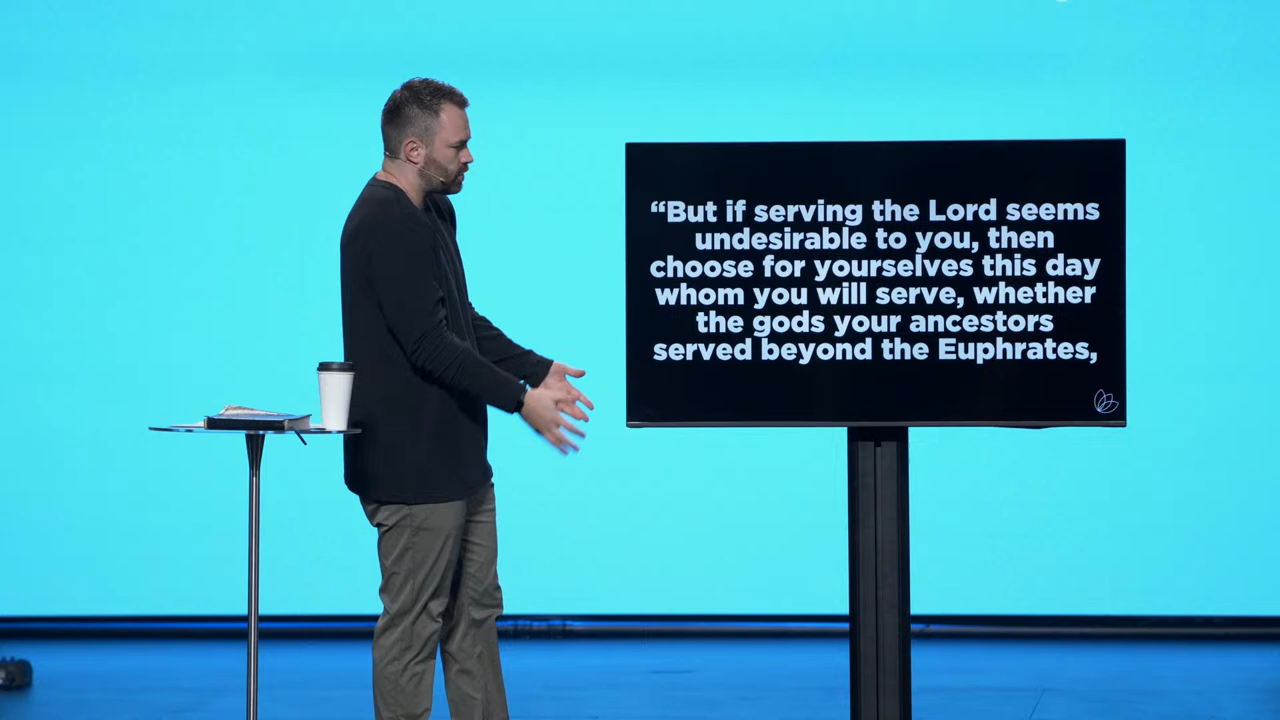 “But if serving the Lord seems
undesirable to you, then
choose for yourselves this day
whom you will serve, whether
the gods your ancestors
served beyond the Euphrates,